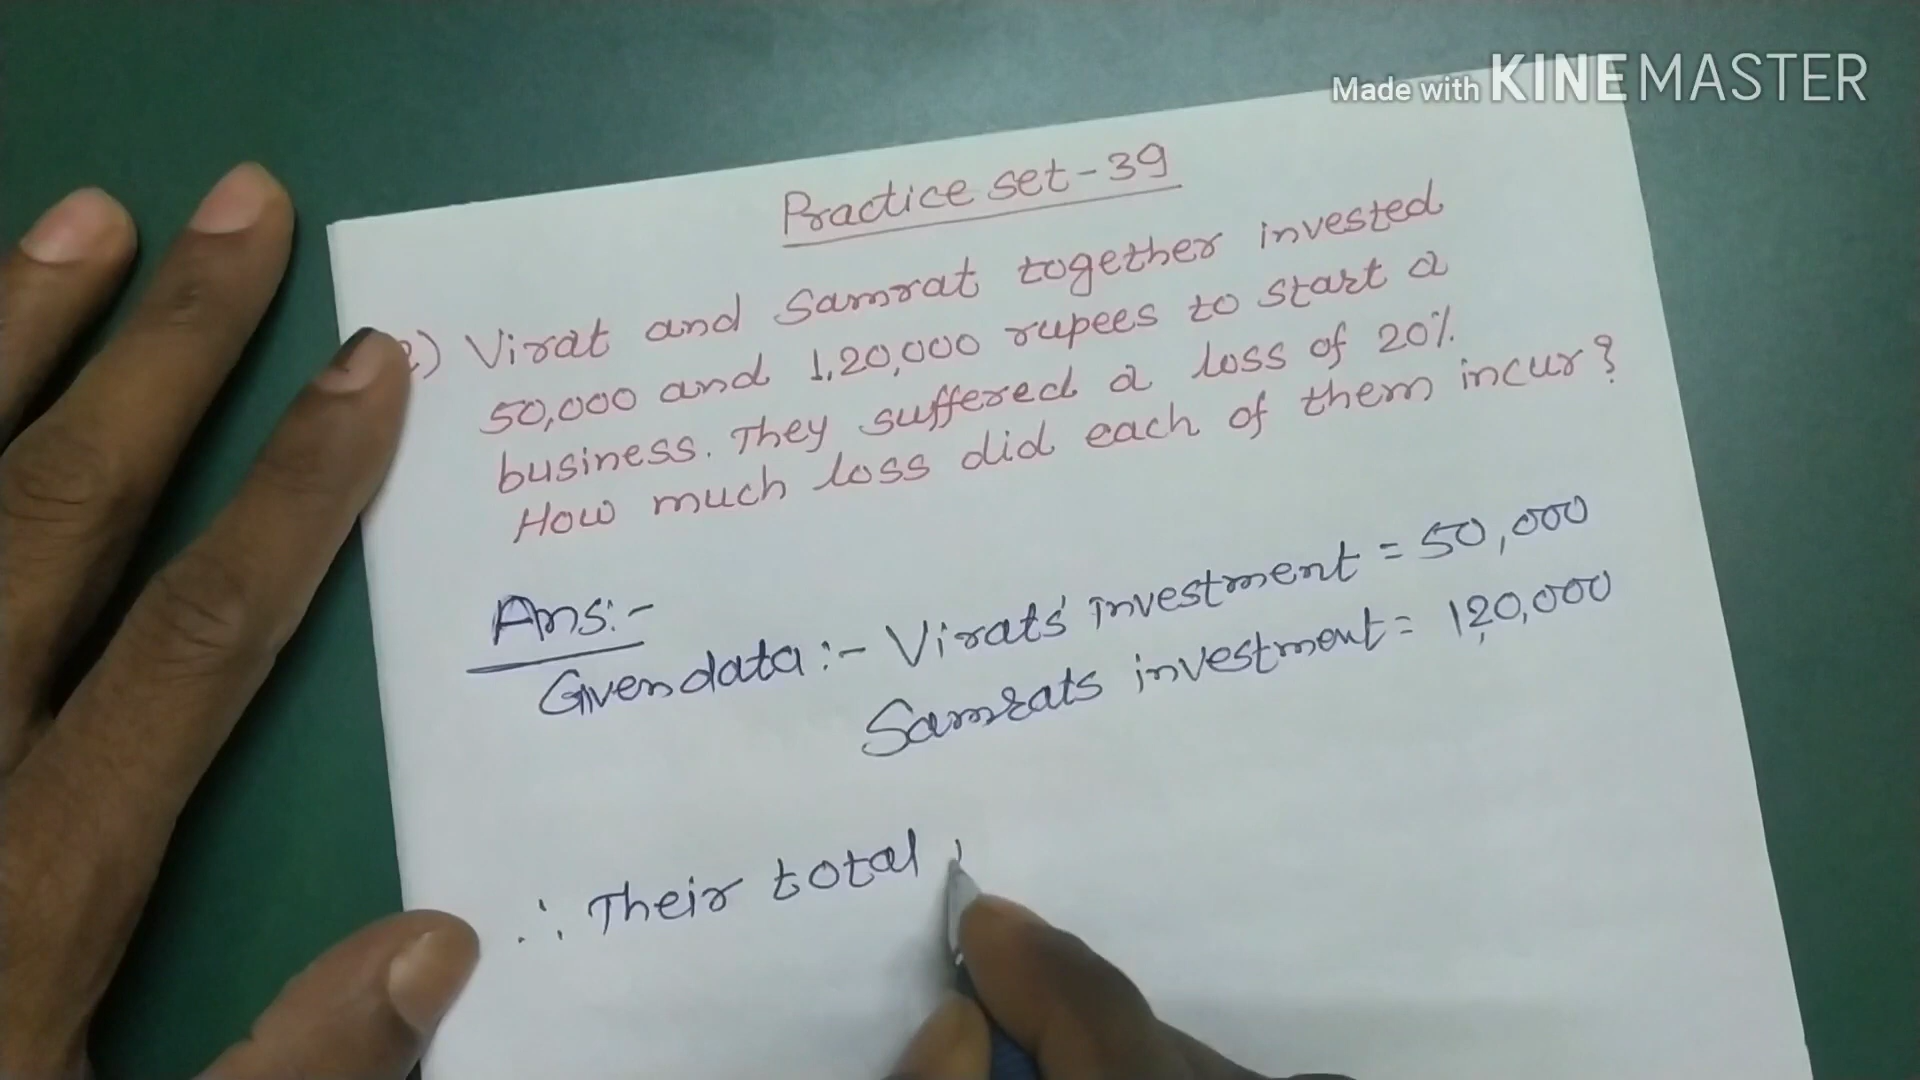 Made with KINEMASTER
Practice set-39
2) Virat and Samrat together invested
50,000 and 1,20,000 rupees to start a
business. They suffered a loss of 20%.
How much loss did each of them incur?
Ans:-
Given data:- Virats' investment = 50,000
Samrats investment = 1,20,000
∴ Their total